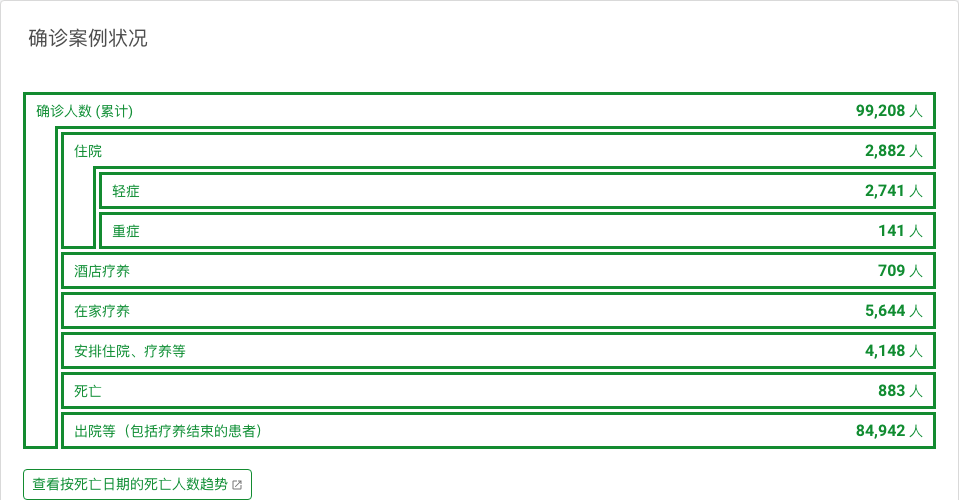 确诊案例状况
确诊人数 (累计) 99,208 人
住院 2,882 人
轻症 2,741 人
重症 141 人
酒店疗养 709 人
在家疗养 5,644 人
安排住院、疗养等 4,148 人
死亡 883 人
出院等（包括疗养结束的患者） 84,942 人
查看按死亡日期的死亡人数趋势